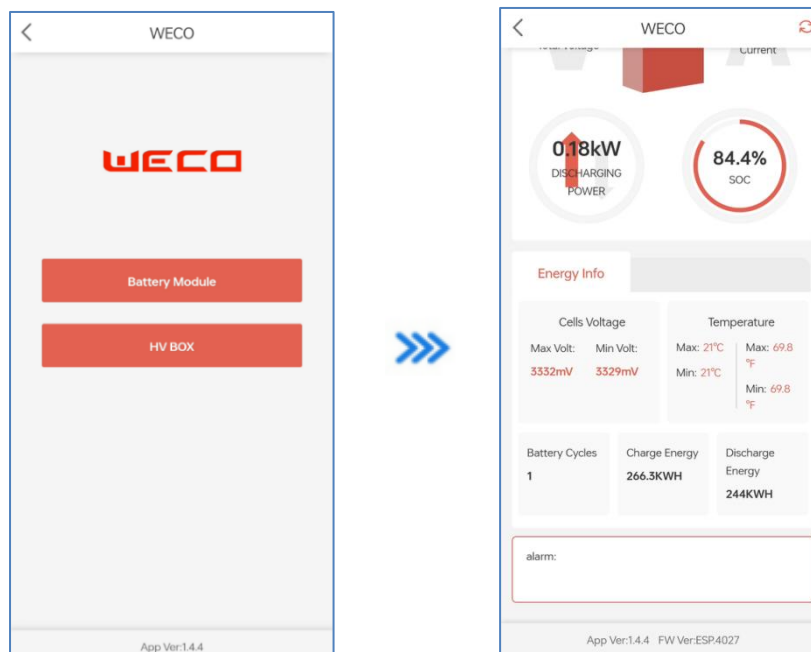 WECO
WECO
Battery Module
HV BOX
App Ver:1.4.4
WECO
Total Voltage
Current
0.18kW
DISCHARGING
POWER
84.4%
SOC
Energy Info
Cells Voltage
Max Volt: Min Volt:
3332mV 3329mV
Temperature
Max: 21℃ Max: 69.8
℉
Min: 21℃
Min: 69.8
℉
Battery Cycles
1
Charge Energy
266.3KWH
Discharge
Energy
244KWH
alarm:
App Ver:1.4.4 FW Ver:ESP.4027